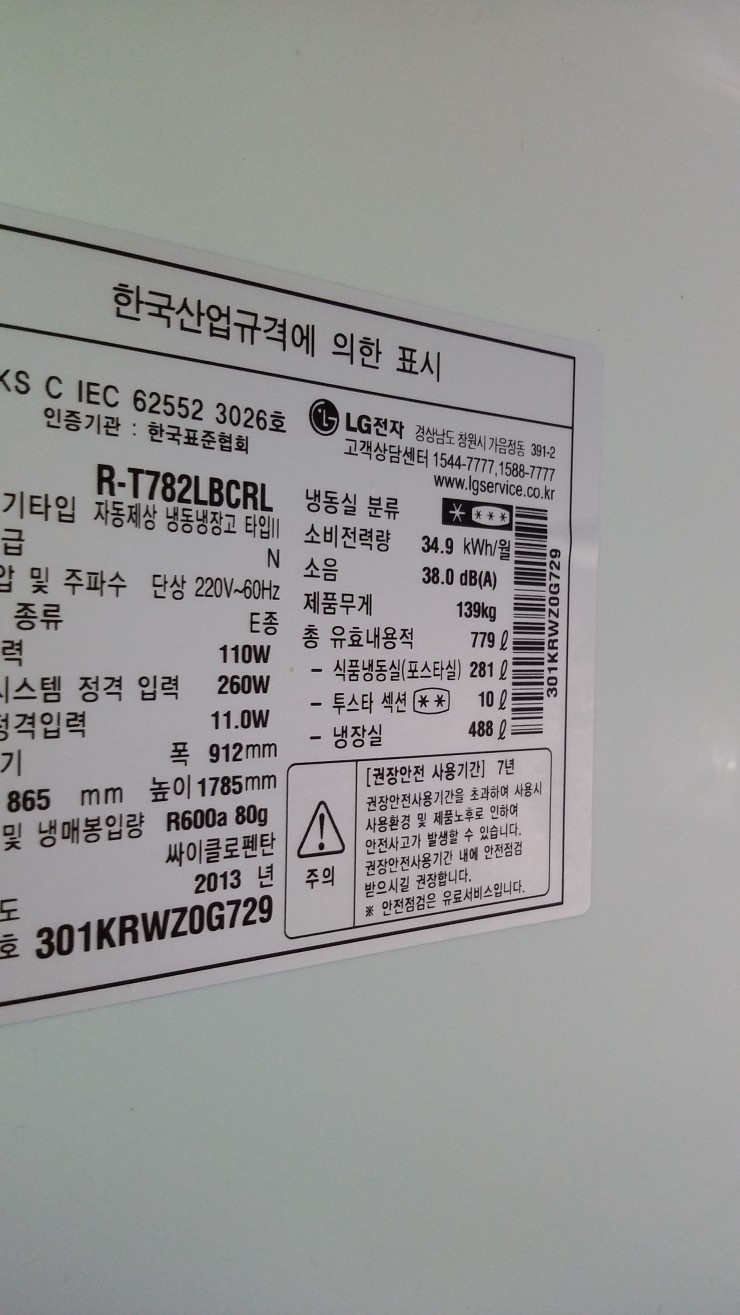 한국산업규격에 의한 표시
KS C IEC 62552 3026호
인증기관 : 한국표준협회
LG전자 경상남도 창원시 가음정동 391-2
고객상담센터 1544-7777,1588-7777
www.lgservice.co.kr
R-T782LBCRL
기타입 자동제상 냉동냉장고 타입II
급 N
압 및 주파수 단상 220V~60Hz
종류 E종
력 110W
시스템 정격 입력 260W
정격입력 11.0W
기 폭 912mm
865 mm 높이 1785mm
및 냉매봉입량 R600a 80g
싸이클로펜탄
2013 년
도
호 301KRWZ0G729
냉동실 분류 * ***
소비전력량 34.9 kWh/월
소음 38.0 dB(A)
제품무게 139kg
총 유효내용적 779 ℓ
- 식품냉동실(포스타실) 281 ℓ
- 투스타 섹션 ** 10 ℓ
- 냉장실 488 ℓ
301KRWZ0G729
주의
[권장안전 사용기간] 7년
권장안전사용기간을 초과하여 사용시
사용환경 및 제품노후로 인하여
안전사고가 발생할 수 있습니다.
권장안전사용기간 내에 안전점검
받으시길 권장합니다.
※ 안전점검은 유료서비스입니다.